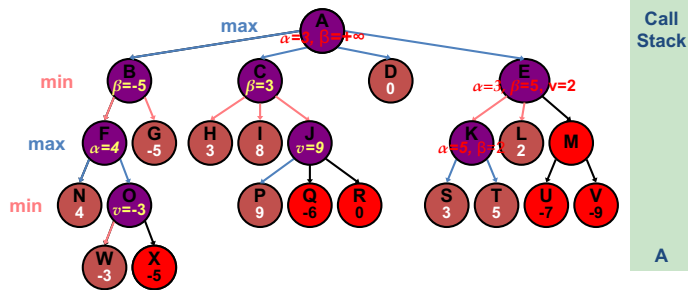 max
A
α=3, β=+∞
Call
Stack
min
B
β=-5
C
β=3
D
0
E
α=3, β=5, v=2
max
F
α=4
G
-5
H
3
I
8
J
v=9
K
α=5, β=2
L
2
M
min
N
4
O
v=-3
P
9
Q
-6
R
0
S
3
T
5
U
-7
V
-9
W
-3
X
-5
A